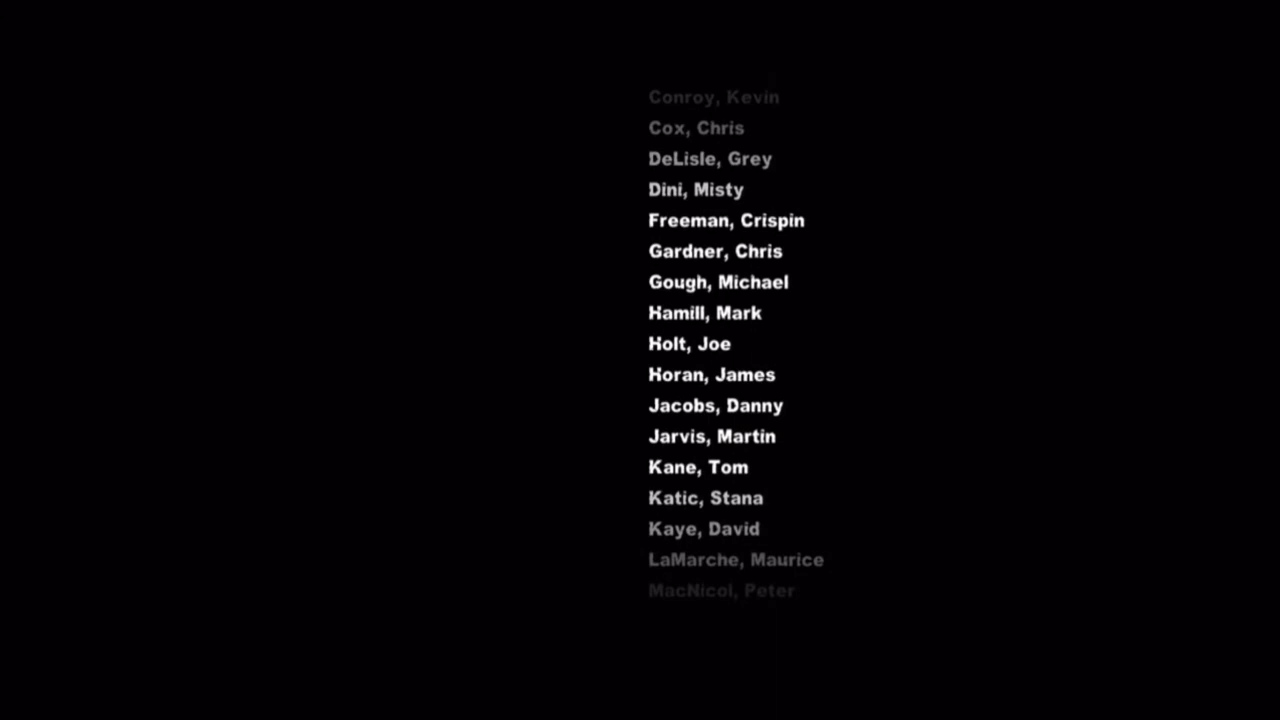 Conroy, Kevin
Cox, Chris
DeLisle, Grey
Dini, Misty
Freeman, Crispin
Gardner, Chris
Gough, Michael
Hamill, Mark
Holt, Joe
Horan, James
Jacobs, Danny
Jarvis, Martin
Kane, Tom
Katic, Stana
Kaye, David
LaMarche, Maurice
MacNicol, Peter